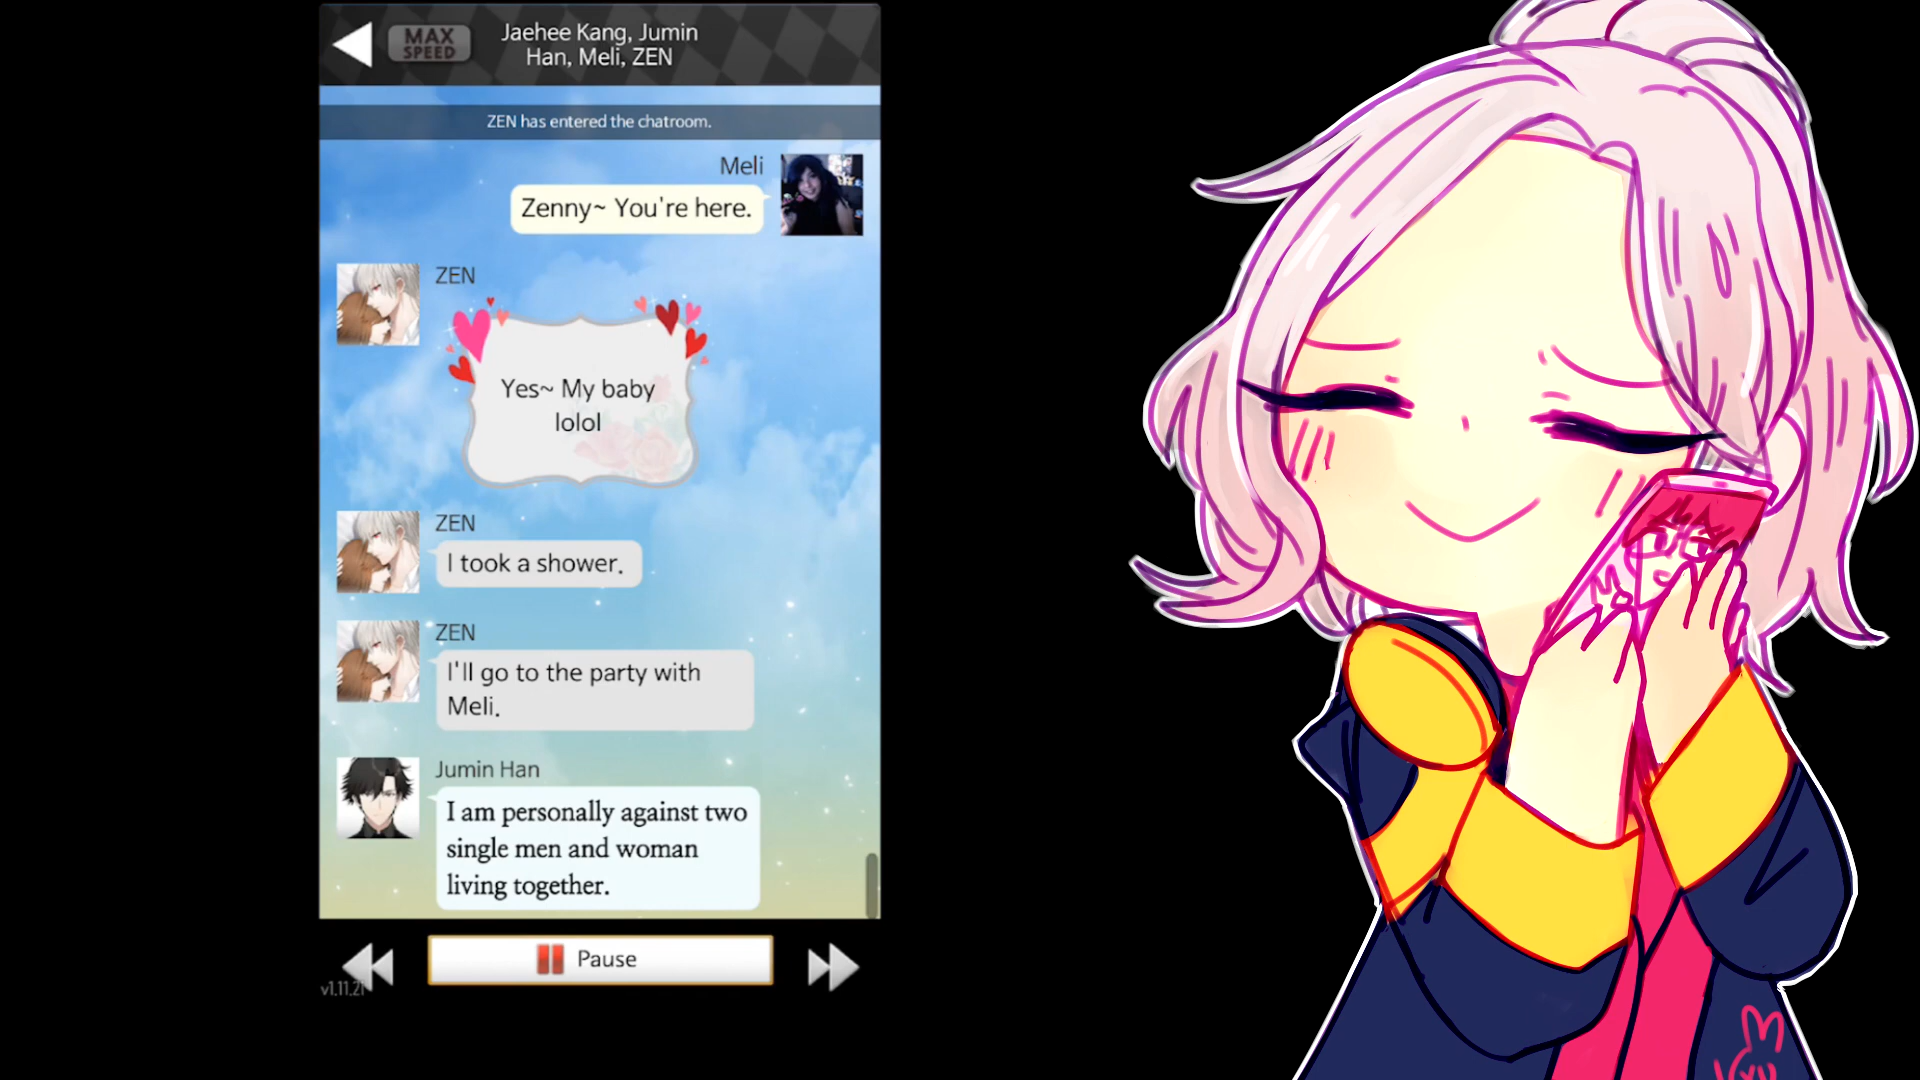 MAX
SPEED
Jaehee Kang, Jumin
Han, Meli, ZEN
ZEN has entered the chatroom.
Meli
Zenny~ You're here.
ZEN
Yes~ My baby
lolol
ZEN
I took a shower.
ZEN
I'll go to the party with
Meli.
Jumin Han
I am personally against two
single men and woman
living together.
Pause